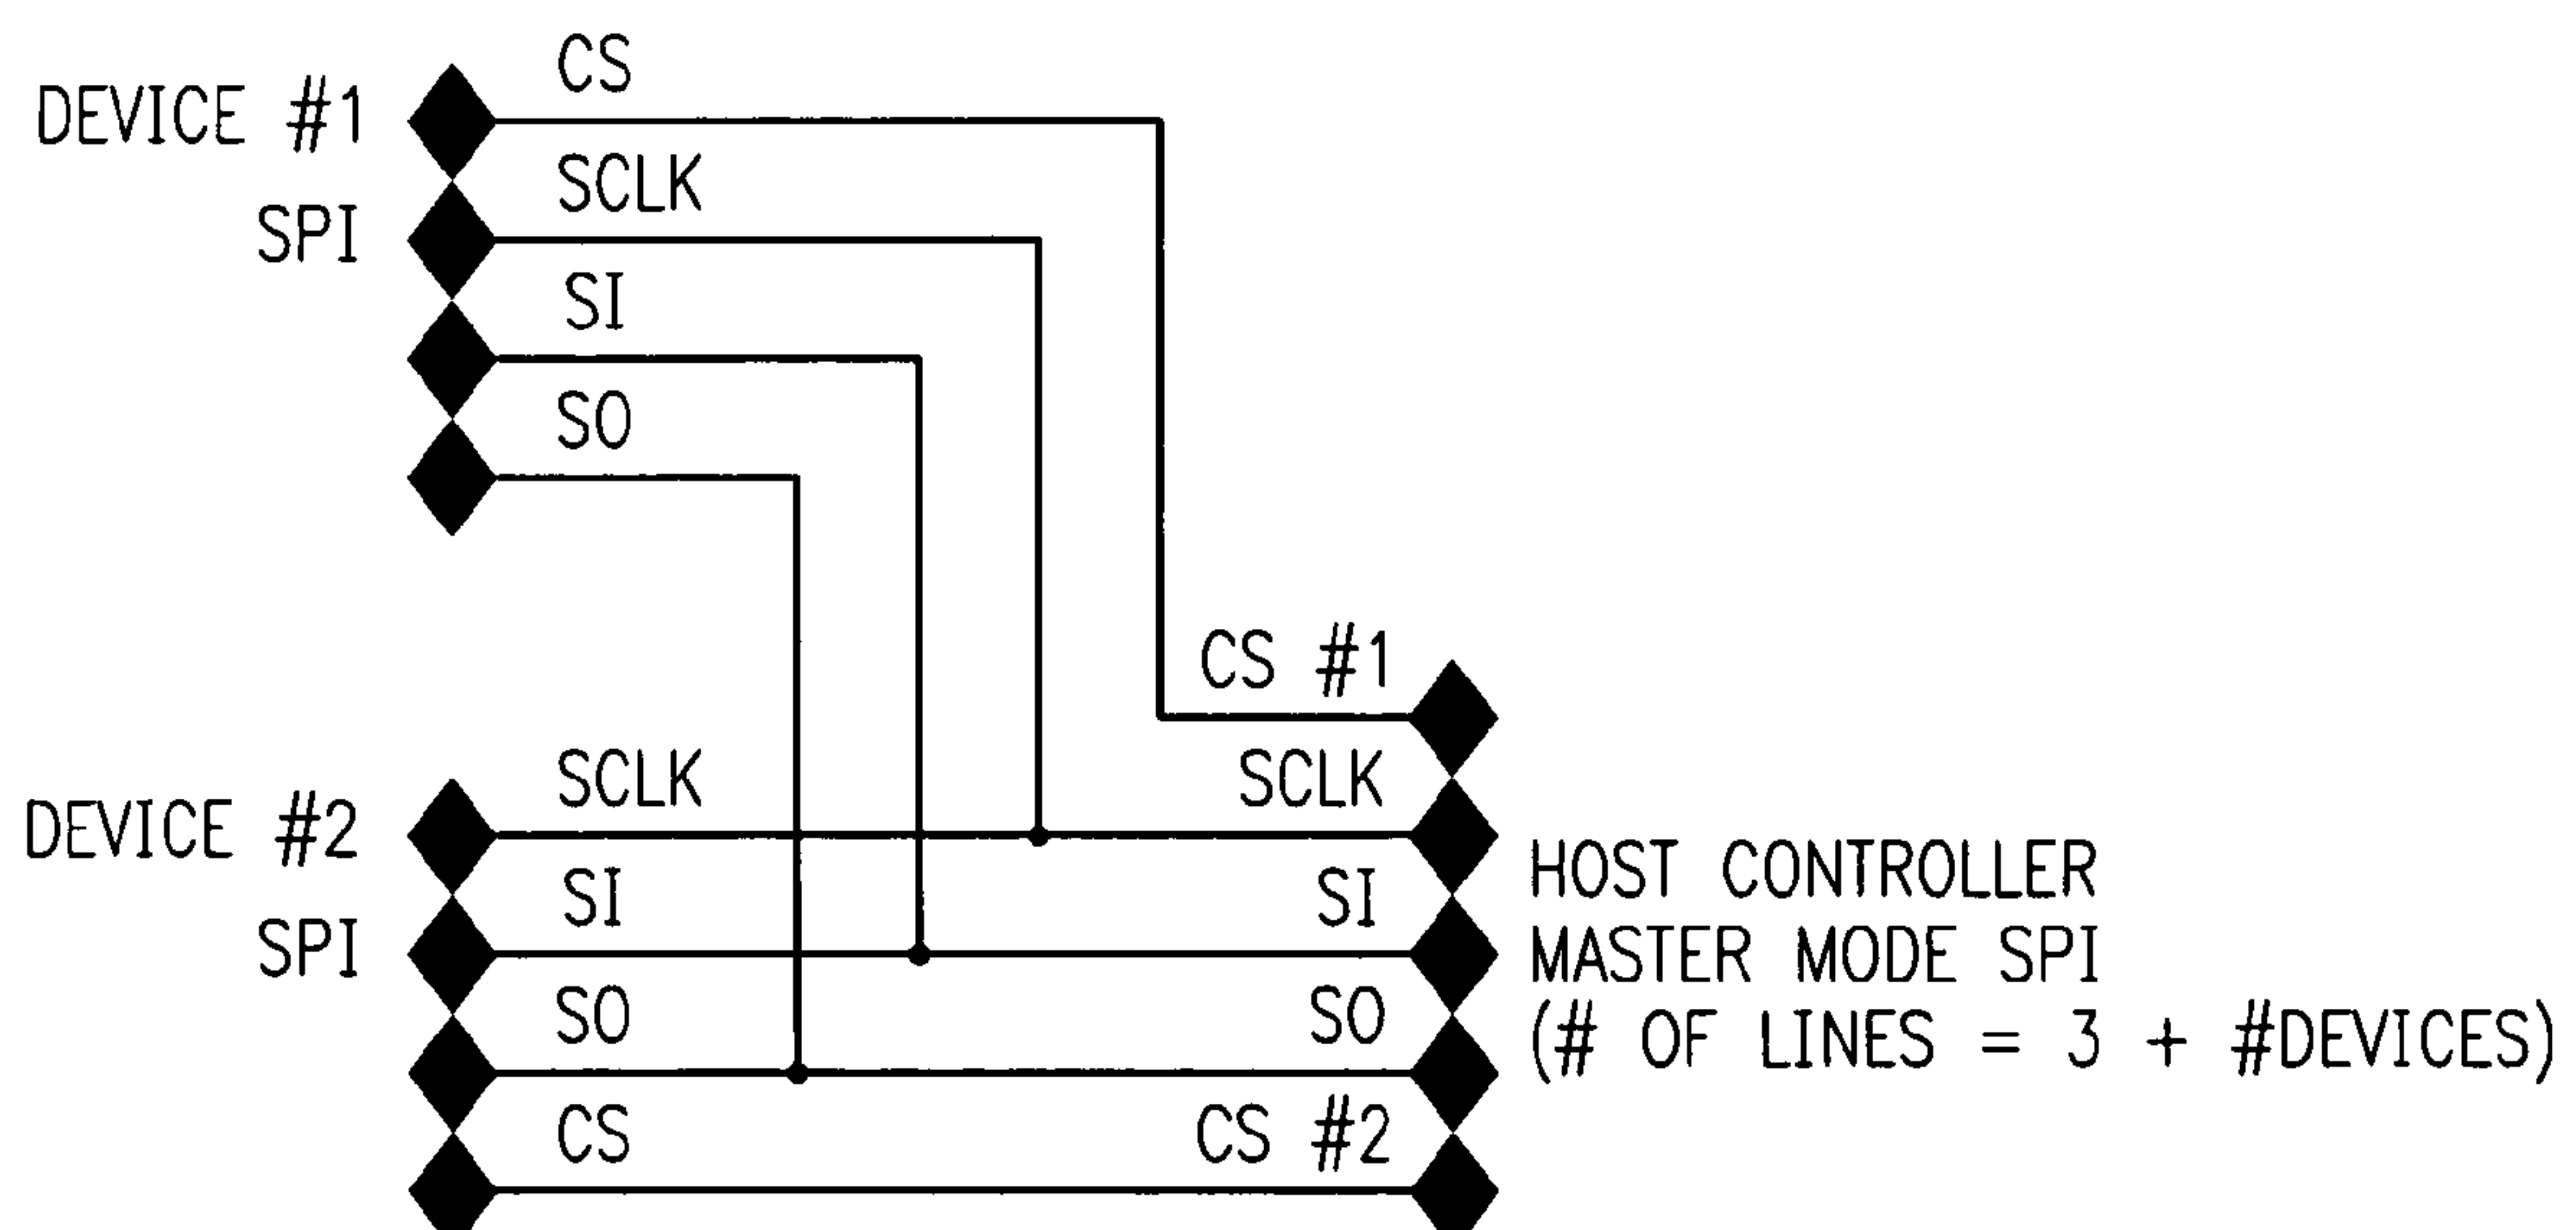 CS
DEVICE #1
SCLK
SPI
SI
SO
CS #1
SCLK
SCLK
DEVICE #2
HOST CONTROLLER
SI
SI
SPI
MASTER MODE SPI
SO
SO
(# OF LINES = 3 + #DEVICES)
CS
CS #2